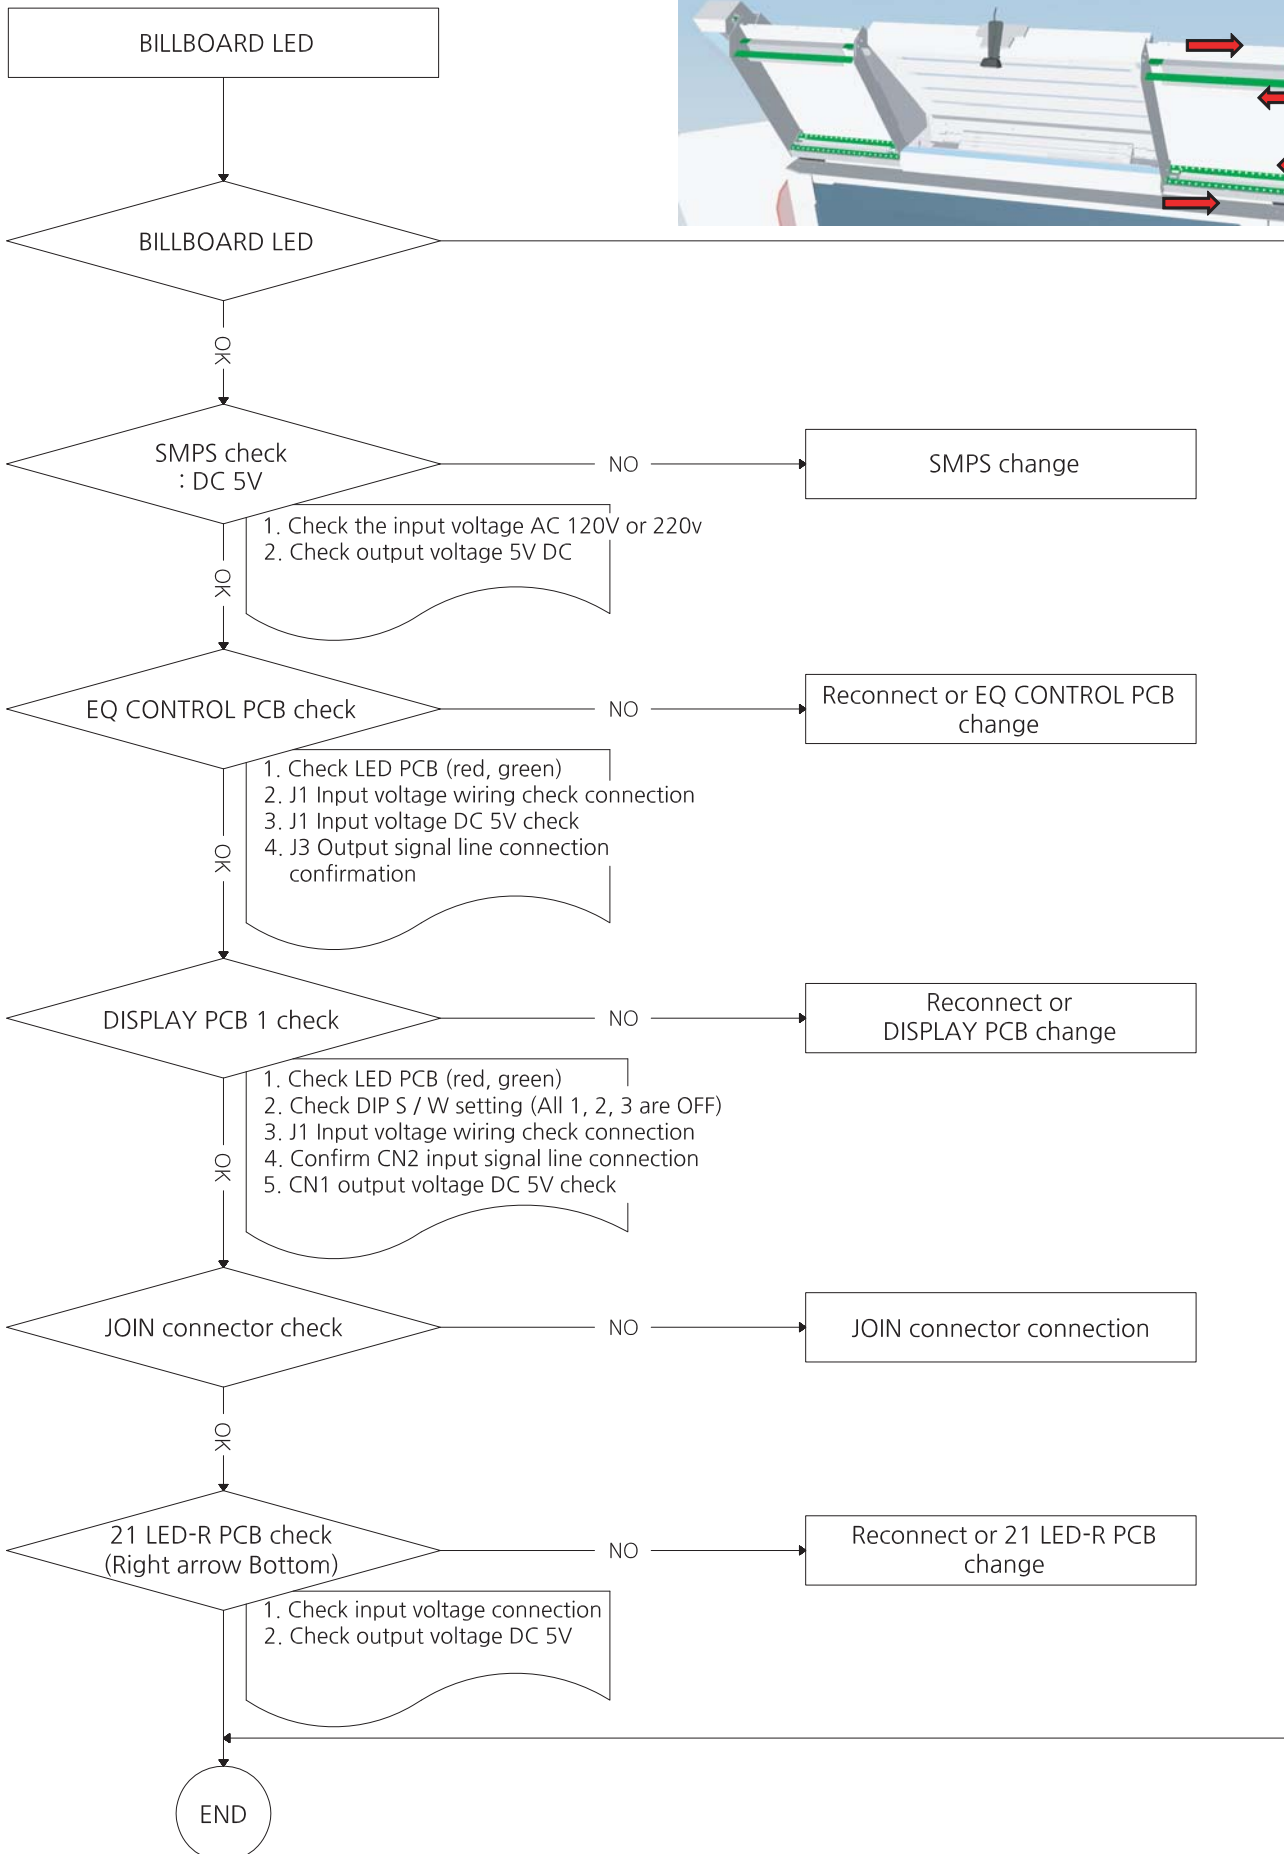 BILLBOARD LED
BILLBOARD LED
OK
SMPS check
: DC 5V
NO
SMPS change
1. Check the input voltage AC 120V or 220v
2. Check output voltage 5V DC
OK
EQ CONTROL PCB check
NO
Reconnect or EQ CONTROL PCB
change
1. Check LED PCB (red, green)
2. J1 Input voltage wiring check connection
3. J1 Input voltage DC 5V check
4. J3 Output signal line connection
confirmation
OK
DISPLAY PCB 1 check
NO
Reconnect or
DISPLAY PCB change
1. Check LED PCB (red, green)
2. Check DIP S / W setting (All 1, 2, 3 are OFF)
3. J1 Input voltage wiring check connection
4. Confirm CN2 input signal line connection
5. CN1 output voltage DC 5V check
OK
JOIN connector check
NO
JOIN connector connection
OK
21 LED-R PCB check
(Right arrow Bottom)
NO
Reconnect or 21 LED-R PCB
change
1. Check input voltage connection
2. Check output voltage DC 5V
END